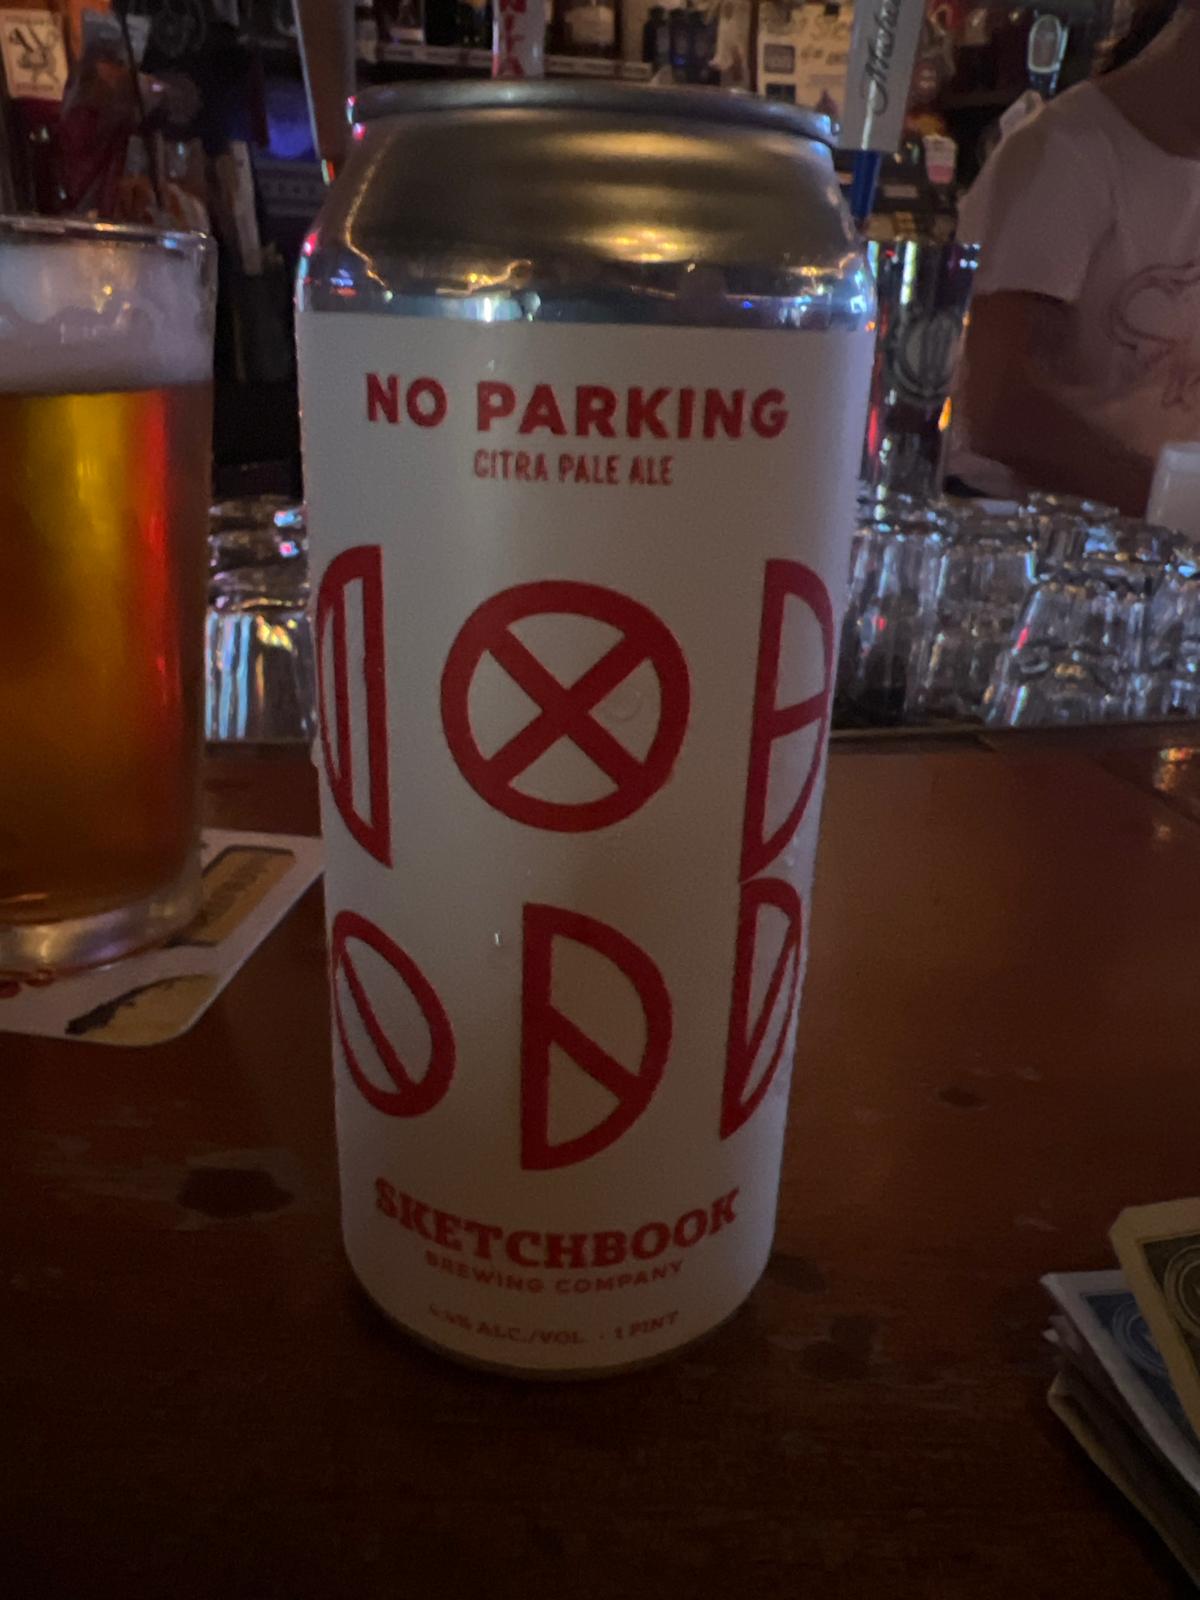 NO PARKING
CITRA PALE ALE
SKETCHBOOK
BREWING COMPANY
ALC./VOL. · 1 PINT